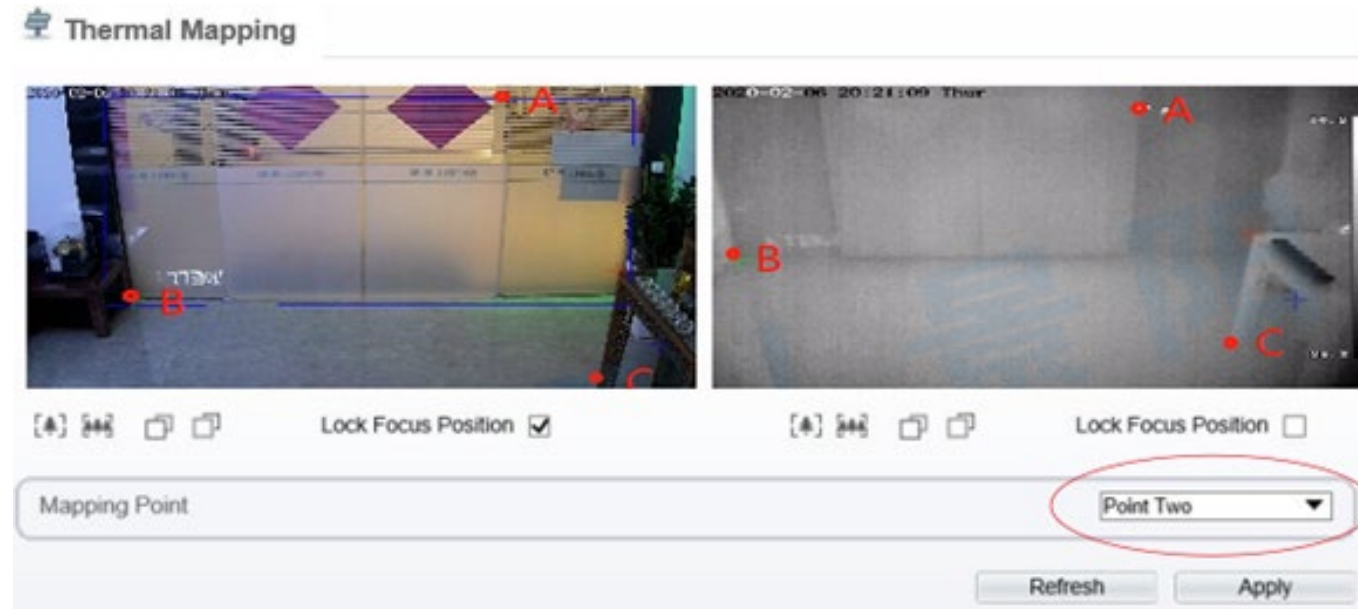 Thermal Mapping
2020-02-06 20:21:09 Thur
A
A
B
B
C
C
Lock Focus Position
Lock Focus Position
Mapping Point
Point Two
Refresh
Apply